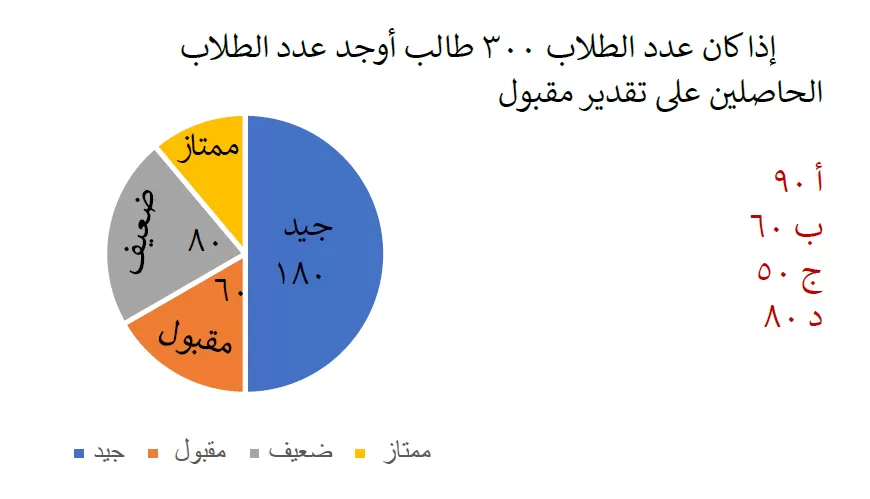 إذا كان عدد الطلاب ٣٠٠ طالب أوجد عدد الطلاب
الحاصلين على تقدير مقبول
أ ٩٠
ب ٦٠
ج ٥٠
د ٨٠
ممتاز
ضعيف
٨٠
جيد
١٨٠
٦٠
مقبول
جيد مقبول ضعيف ممتاز